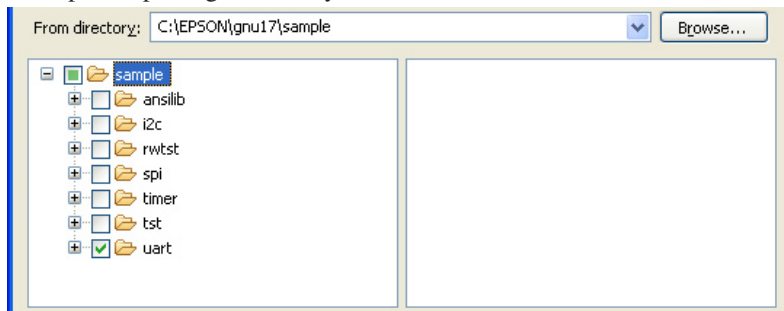 From directory: C:\EPSON\gnu17\sample Browse...
sample
ansilib
i2c
rwtst
spi
timer
tst
uart